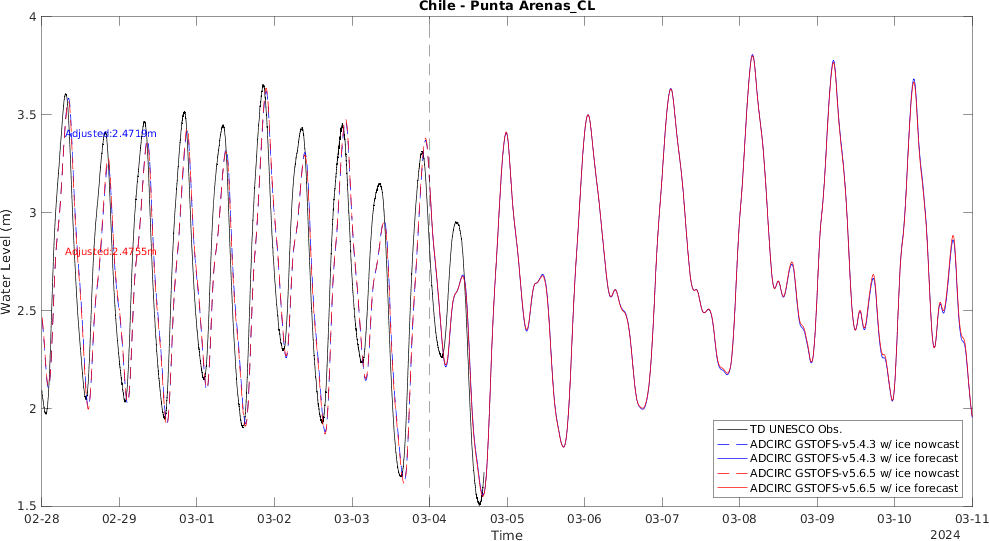 Chile - Punta Arenas_CL
Water Level (m)
4
3.5
3
2.5
2
1.5
Adjusted:2.4719m
Adjusted:2.4755m
TD UNESCO Obs.
ADCIRC GSTOFS-v5.4.3 w/ ice nowcast
ADCIRC GSTOFS-v5.4.3 w/ ice forecast
ADCIRC GSTOFS-v5.6.5 w/ ice nowcast
ADCIRC GSTOFS-v5.6.5 w/ ice forecast
02-28 02-29 03-01 03-02 03-03 03-04 03-05 03-06 03-07 03-08 03-09 03-10 03-11
Time
2024